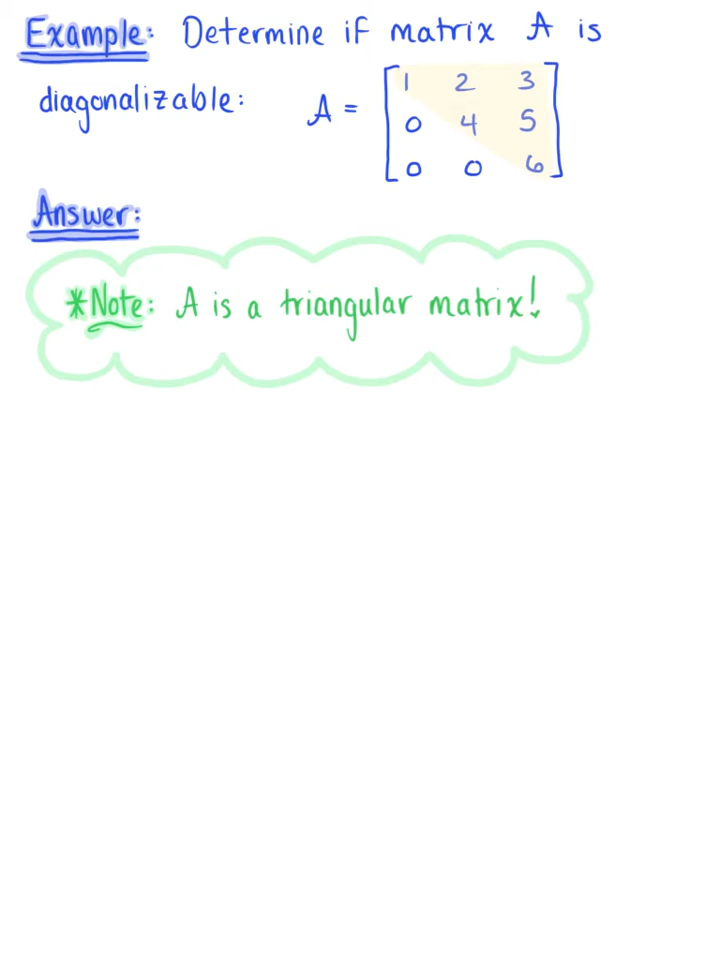 Example: Determine if matrix A is
diagonalizable: A = [1 2 3
0 4 5
0 0 6]
Answer:
*Note: A is a triangular matrix!